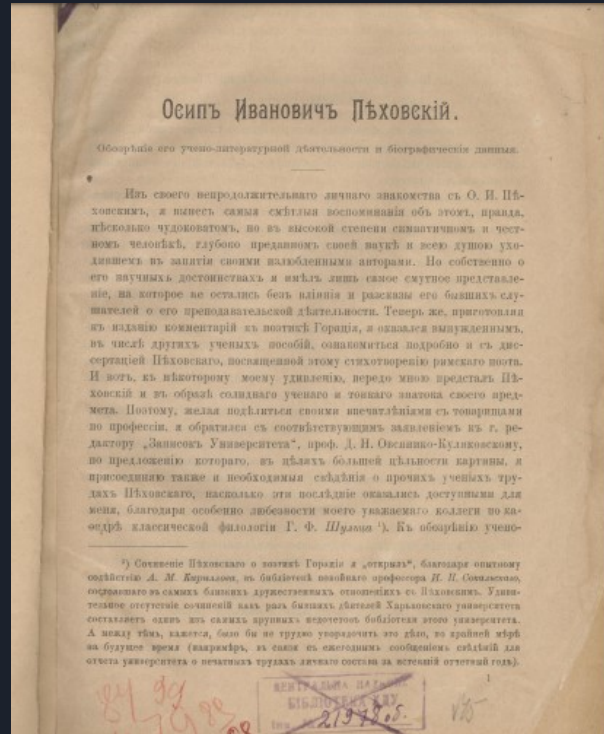 Осипъ Ивановичъ Пѣховскій.
Обозрѣніе его учено-литературной дѣятельности и біографическія данныя.
Изъ своего непродолжительнаго личнаго знакомства съ О. И. Пѣ-
ховскимъ, я вынесъ самыя свѣтлыя воспоминанія объ этомъ, правда,
нѣсколько чудоковатомъ, но въ высокой степени симпатичномъ и чест-
номъ человѣкѣ, глубоко преданномъ своей наукѣ и всею душою ухо-
дившемъ въ занятія своими излюбленными авторами. Но собственно о
его научныхъ достоинствахъ я имѣлъ лишь самое смутное представле-
ніе, на которое не остались безъ вліянія и разсказы его бывшихъ слу-
шателей о его преподавательской дѣятельности. Теперь же, приготовляя
къ изданію комментарій къ поэтикѣ Горація, я оказался вынужденнымъ,
въ числѣ другихъ ученыхъ пособій, ознакомиться подробно и съ дис-
сертаціей Пѣховскаго, посвященной этому стихотворенію римскаго поэта.
И вотъ, къ нѣкоторому моему удивленію, передо мною предсталъ Пѣ-
ховскій и въ образѣ солиднаго ученаго и тонкаго знатока своего пред-
мета. Поэтому, желая подѣлиться своими впечатлѣніями съ товарищами
по профессіи, я обратился съ соотвѣтствующимъ заявленіемъ къ г. ре-
дактору „Записокъ Университета“, проф. Д. Н. Овсянико-Куликовскому,
по предложенію котораго, въ цѣляхъ бо́льшей цѣльности картины, я
присоединяю также и необходимыя свѣдѣнія о прочихъ ученыхъ тру-
дахъ Пѣховскаго, насколько эти послѣдніе оказались доступными для
меня, благодаря особенно любезности моего уважаемаго коллеги по ка-
ѳедрѣ классической филологіи Г. Ф. Шульца ¹). Къ обозрѣнію учено-
¹) Сочиненіе Пѣховскаго о поэтикѣ Горація я „открылъ“, благодаря опытному
содѣйствію А. М. Кириллова, въ библіотекѣ покойнаго профессора И. П. Сокальскаго,
состоявшаго въ самыхъ близкихъ дружественныхъ отношеніяхъ съ Пѣховскимъ. Удиви-
тельное отсутствіе сочиненій какъ разъ бывшихъ дѣятелей Харьковскаго университета
составляетъ одинъ изъ самыхъ крупныхъ недочетовъ библіотеки этого университета.
А между тѣмъ, кажется, было бы не трудно упорядочить это дѣло, по крайней мѣрѣ
на будущее время (напримѣръ, въ связи съ ежегоднымъ сообщеніемъ свѣдѣній для
отчета университета о печатныхъ трудахъ личнаго состава за истекшій отчетный годъ).
1
ЦЕНТРАЛЬНА
БІБЛІОТЕКА ХДУ